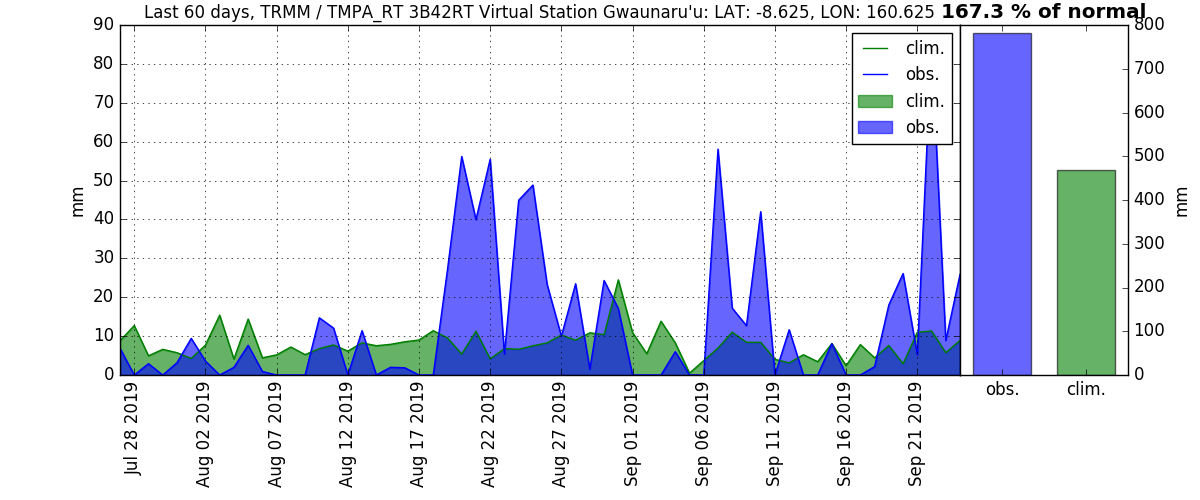 Last 60 days, TRMM / TMPA_RT 3B42RT Virtual Station Gwaunaru'u: LAT: -8.625, LON: 160.625 167.3 % of normal
90
80
70
60
50
40
30
20
10
0
mm
clim.
obs.
clim.
obs.
800
700
600
500
400
300
200
100
0
mm
Jul 28 2019
Aug 02 2019
Aug 07 2019
Aug 12 2019
Aug 17 2019
Aug 22 2019
Aug 27 2019
Sep 01 2019
Sep 06 2019
Sep 11 2019
Sep 16 2019
Sep 21 2019
obs.
clim.